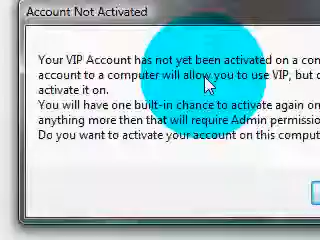 Account Not Activated
Your VIP Account has not yet been activated on a com
account to a computer will allow you to use VIP, but
activate it on.
You will have one built-in chance to activate again on
anything more then that will require Admin permissio
Do you want to activate your account on this comput